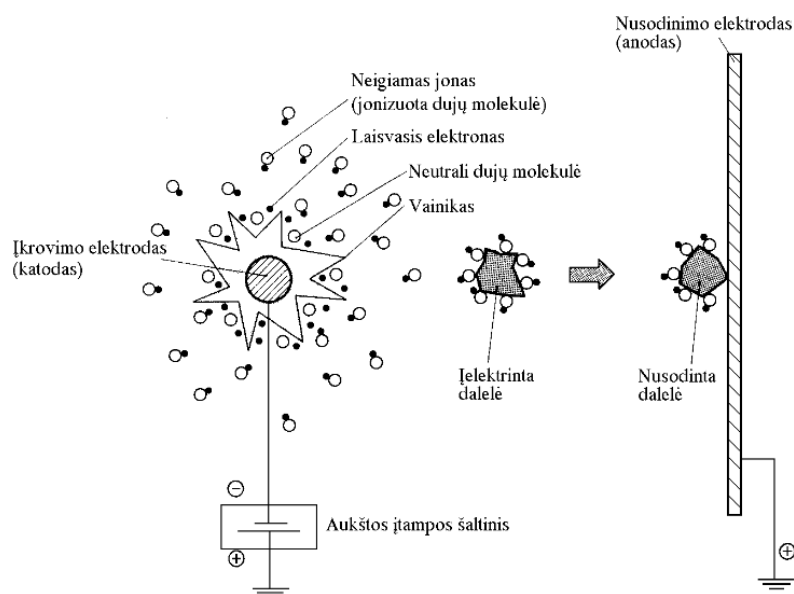 Nusodinimo elektrodas
(anodas)
Neigiamas jonas
(jonizuota dujų molekulė)
Laisvasis elektronas
Neutrali dujų molekulė
Vainikas
Įkrovimo elektrodas
(katodas)
Įelektrinta
dalelė
Nusodinta
dalelė
−
Aukštos įtampos šaltinis
+
+